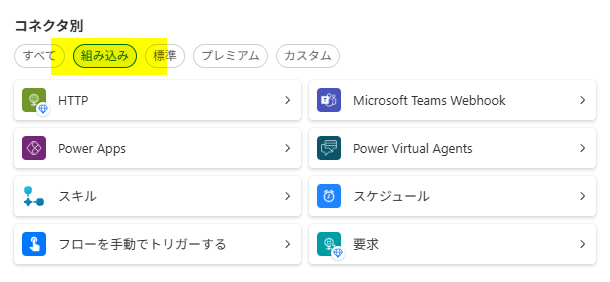 コネクタ別
すべて 組み込み 標準 プレミアム カスタム
HTTP Microsoft Teams Webhook
Power Apps Power Virtual Agents
スキル スケジュール
フローを手動でトリガーする 要求